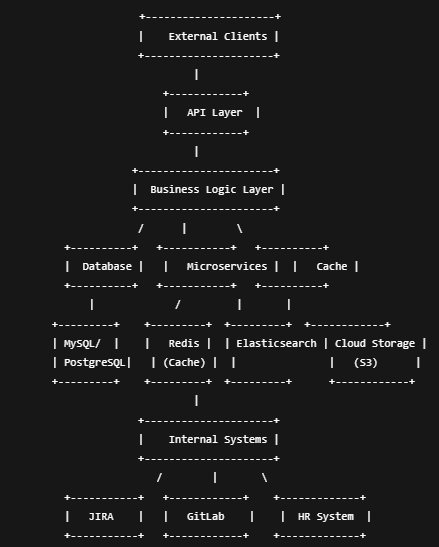 External Clients
API Layer
Business Logic Layer
Database Microservices Cache
MySQL/ Redis Elasticsearch Cloud Storage
PostgreSQL (Cache) (S3)
Internal Systems
JIRA GitLab HR System